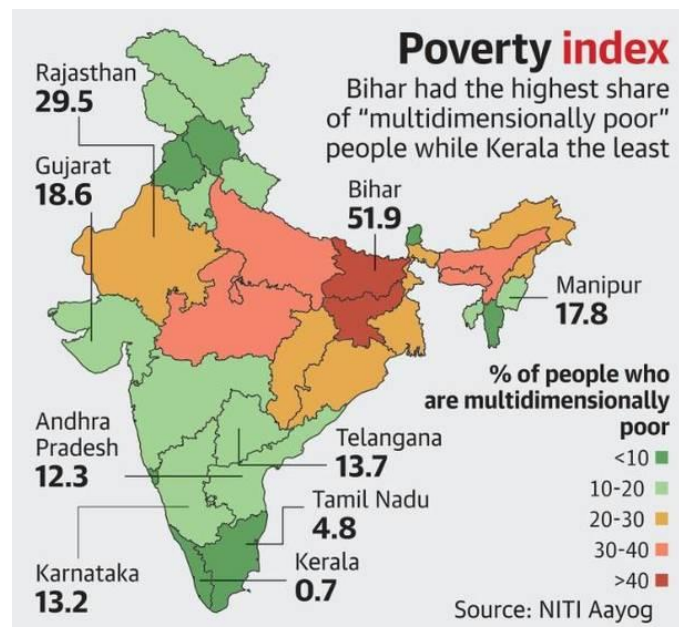 Poverty index
Bihar had the highest share
of “multidimensionally poor”
people while Kerala the least
Rajasthan
29.5
Gujarat
18.6
Bihar
51.9
Manipur
17.8
% of people who
are multidimensionally
poor
<10
10-20
20-30
30-40
>40
Andhra
Pradesh
12.3
Telangana
13.7
Tamil Nadu
4.8
Kerala
0.7
Karnataka
13.2
Source: NITI Aayog